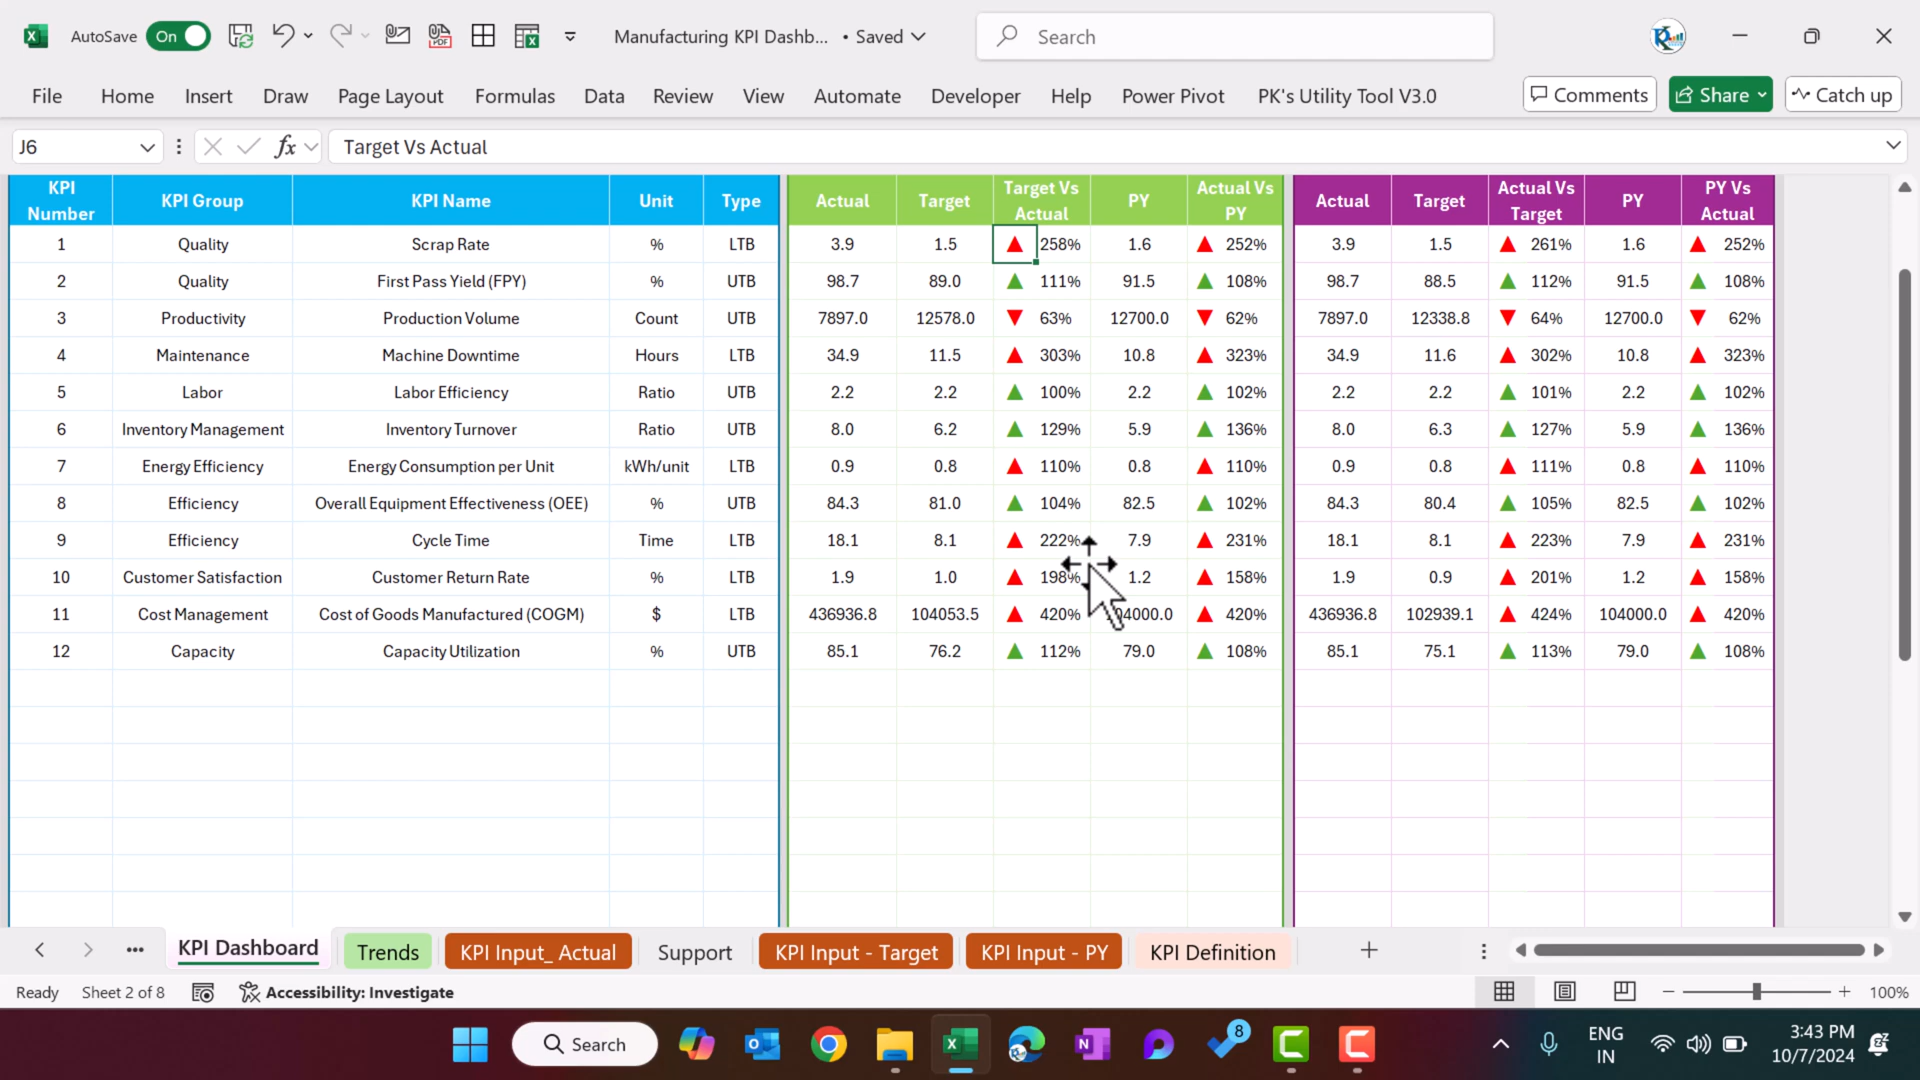 AutoSave On Manufacturing KPI Dashb... • Saved Search
File Home Insert Draw Page Layout Formulas Data Review View Automate Developer Help Power Pivot PK's Utility Tool V3.0 Comments Share Catch up
J6 fx Target Vs Actual
KPI Number KPI Group KPI Name Unit Type Actual Target Target Vs Actual PY Actual Vs PY Actual Target Actual Vs Target PY PY Vs Actual
1 Quality Scrap Rate % LTB 3.9 1.5 258% 1.6 252% 3.9 1.5 261% 1.6 252%
2 Quality First Pass Yield (FPY) % UTB 98.7 89.0 111% 91.5 108% 98.7 88.5 112% 91.5 108%
3 Productivity Production Volume Count UTB 7897.0 12578.0 63% 12700.0 62% 7897.0 12338.8 64% 12700.0 62%
4 Maintenance Machine Downtime Hours LTB 34.9 11.5 303% 10.8 323% 34.9 11.6 302% 10.8 323%
5 Labor Labor Efficiency Ratio UTB 2.2 2.2 100% 2.2 102% 2.2 2.2 101% 2.2 102%
6 Inventory Management Inventory Turnover Ratio UTB 8.0 6.2 129% 5.9 136% 8.0 6.3 127% 5.9 136%
7 Energy Efficiency Energy Consumption per Unit kWh/unit LTB 0.9 0.8 110% 0.8 110% 0.9 0.8 111% 0.8 110%
8 Efficiency Overall Equipment Effectiveness (OEE) % UTB 84.3 81.0 104% 82.5 102% 84.3 80.4 105% 82.5 102%
9 Efficiency Cycle Time Time LTB 18.1 8.1 222% 7.9 231% 18.1 8.1 223% 7.9 231%
10 Customer Satisfaction Customer Return Rate % LTB 1.9 1.0 198% 1.2 158% 1.9 0.9 201% 1.2 158%
11 Cost Management Cost of Goods Manufactured (COGM) $ LTB 436936.8 104053.5 420% 420% 436936.8 102939.1 424% 104000.0 420%
12 Capacity Capacity Utilization % UTB 85.1 76.2 112% 79.0 108% 85.1 75.1 113% 79.0 108%
KPI Dashboard Trends KPI Input_ Actual Support KPI Input - Target KPI Input - PY KPI Definition
Ready Sheet 2 of 8 Accessibility: Investigate 100%
Search 8 ENG IN 3:43 PM 10/7/2024